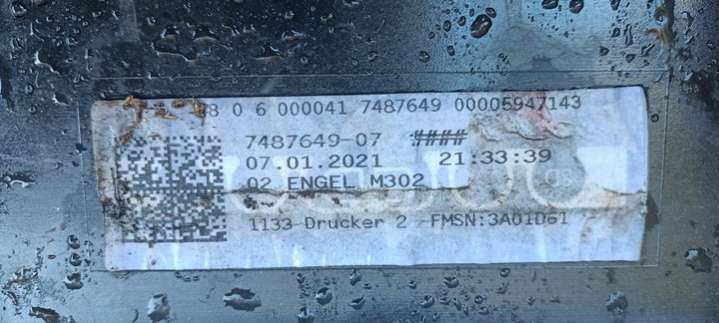 8 0 6 000041 7487649 00005947143
7487649-07 ####
07.01.2021 21:33:39
02 ENGEL M302
1133 Drucker 2 FMSN:3A01D61